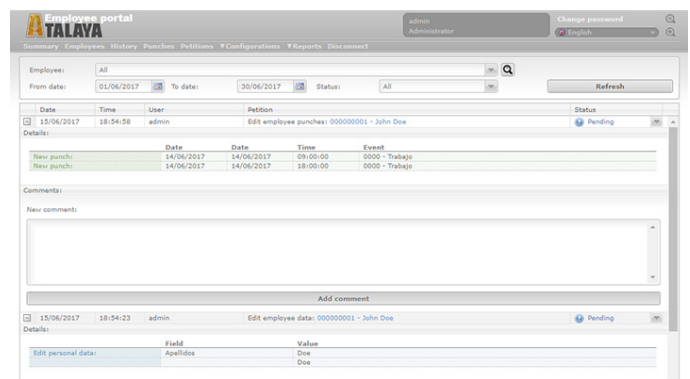 Employee portal
ATALAYA
admin
Administrator
Change password
English
Summary Employees History Punches Petitions ▼Configurations ▼Reports Disconnect
Employee: All
From date: 01/06/2017 To date: 30/06/2017 Status: All Refresh
Date Time User Petition Status
15/06/2017 18:54:58 admin Edit employee punches: 000000001 - John Doe Pending
Details:
Date Date Time Event
New punch: 14/06/2017 14/06/2017 09:00:00 0000 - Trabajo
New punch: 14/06/2017 14/06/2017 18:00:00 0000 - Trabajo
Comments:
New comment:
Add comment
15/06/2017 18:54:23 admin Edit employee data: 000000001 - John Doe Pending
Details:
Field Value
Edit personal data: Apellidos Doe
Doe